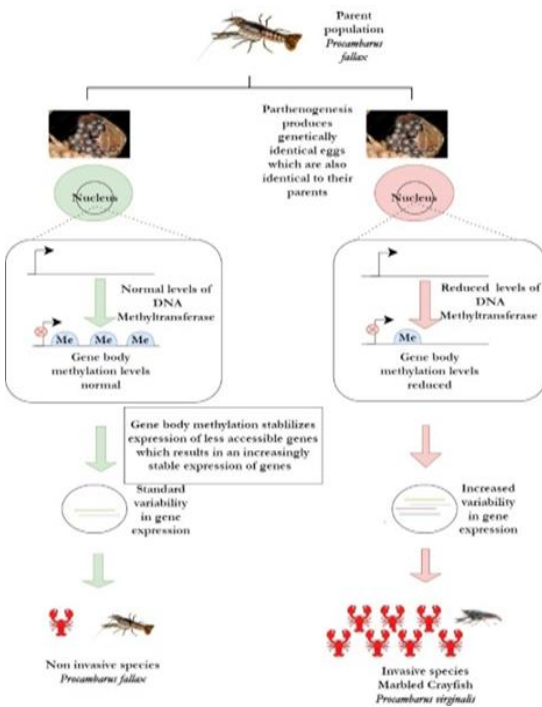 Parent
population
Procambarus
fallax
Parthenogenesis
produces
genetically
identical eggs
which are also
identical to their
parents
Nucleus
Nucleus
Normal levels of
DNA
Methyltransferase
Me Me Me
Gene body
methylation levels
normal
Reduced levels of
DNA
Methyltransferase
Me
Gene body
methylation levels
reduced
Gene body methylation stablilizes
expression of less accessible genes
which results in an increasingly
stable expression of genes
Standard
variability
in gene
expression
Increased
variability
in gene
expression
Non invasive species
Procambarus fallax
Invasive species
Marbled Crayfish
Procambarus virginalis